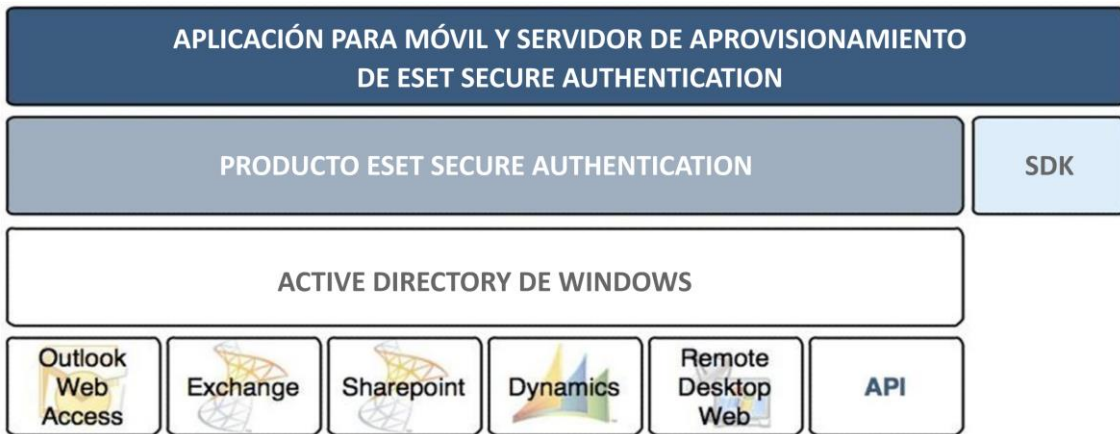 APLICACIÓN PARA MÓVIL Y SERVIDOR DE APROVISIONAMIENTO
DE ESET SECURE AUTHENTICATION
PRODUCTO ESET SECURE AUTHENTICATION
SDK
ACTIVE DIRECTORY DE WINDOWS
Outlook
Web
Access
Exchange
Sharepoint
Dynamics
Remote
Desktop
Web
API